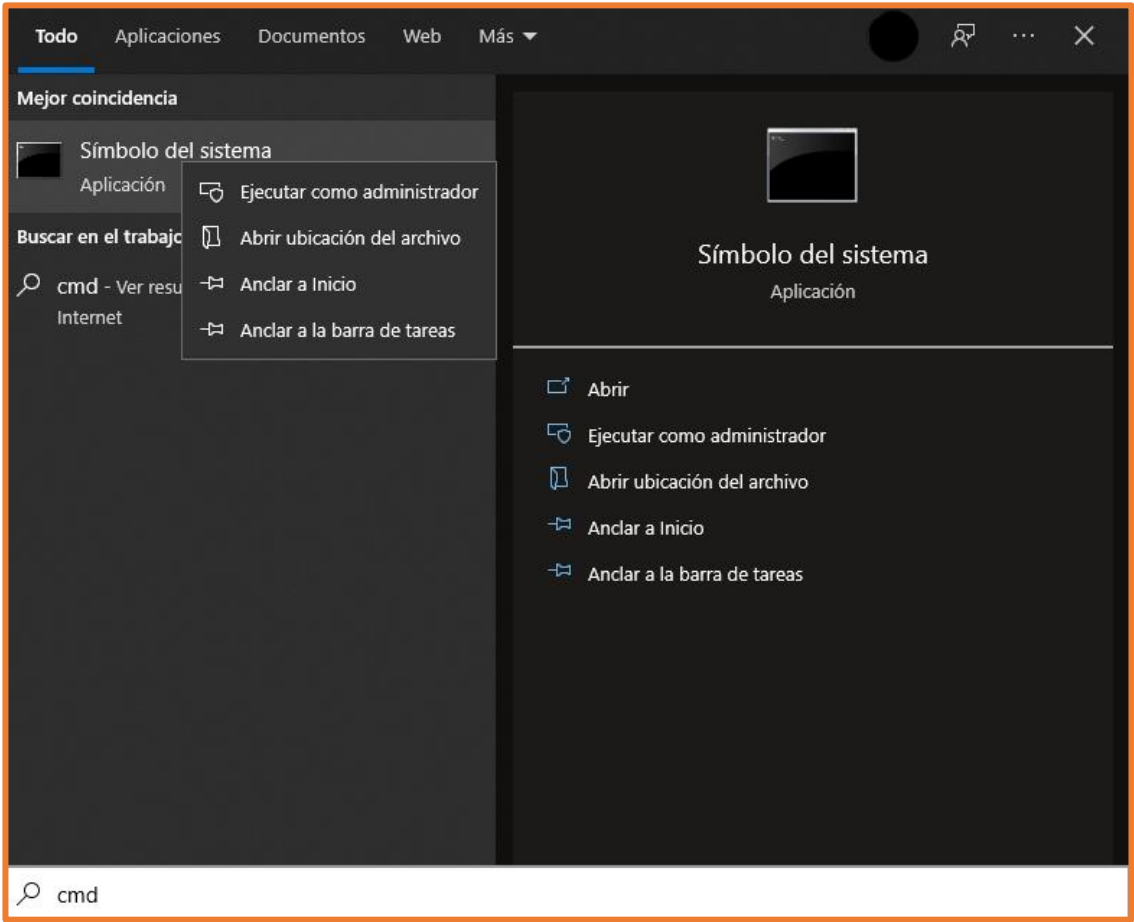 Todo Aplicaciones Documentos Web Más
Mejor coincidencia
Símbolo del sistema
Aplicación
Ejecutar como administrador
Abrir ubicación del archivo
Anclar a Inicio
Anclar a la barra de tareas
Buscar en el trabajo
cmd - Ver resu
Internet
Símbolo del sistema
Aplicación
Abrir
Ejecutar como administrador
Abrir ubicación del archivo
Anclar a Inicio
Anclar a la barra de tareas
cmd